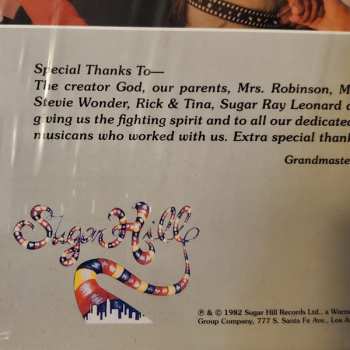 Special Thanks To—
The creator God, our parents, Mrs. Robinson, M
Stevie Wonder, Rick & Tina, Sugar Ray Leonard
giving us the fighting spirit and to all our dedicated
musicans who worked with us. Extra special thank
Grandmaste
Sugar Hill
℗ & © 1982 Sugar Hill Records Ltd., a Warne
Group Company, 777 S. Santa Fe Ave., Los A